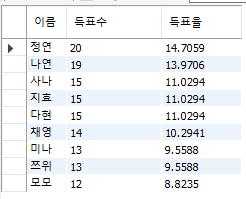 이름 득표수 득표율
정연 20 14.7059
나연 19 13.9706
사나 15 11.0294
지효 15 11.0294
다현 15 11.0294
채영 14 10.2941
미나 13 9.5588
쯔위 13 9.5588
모모 12 8.8235